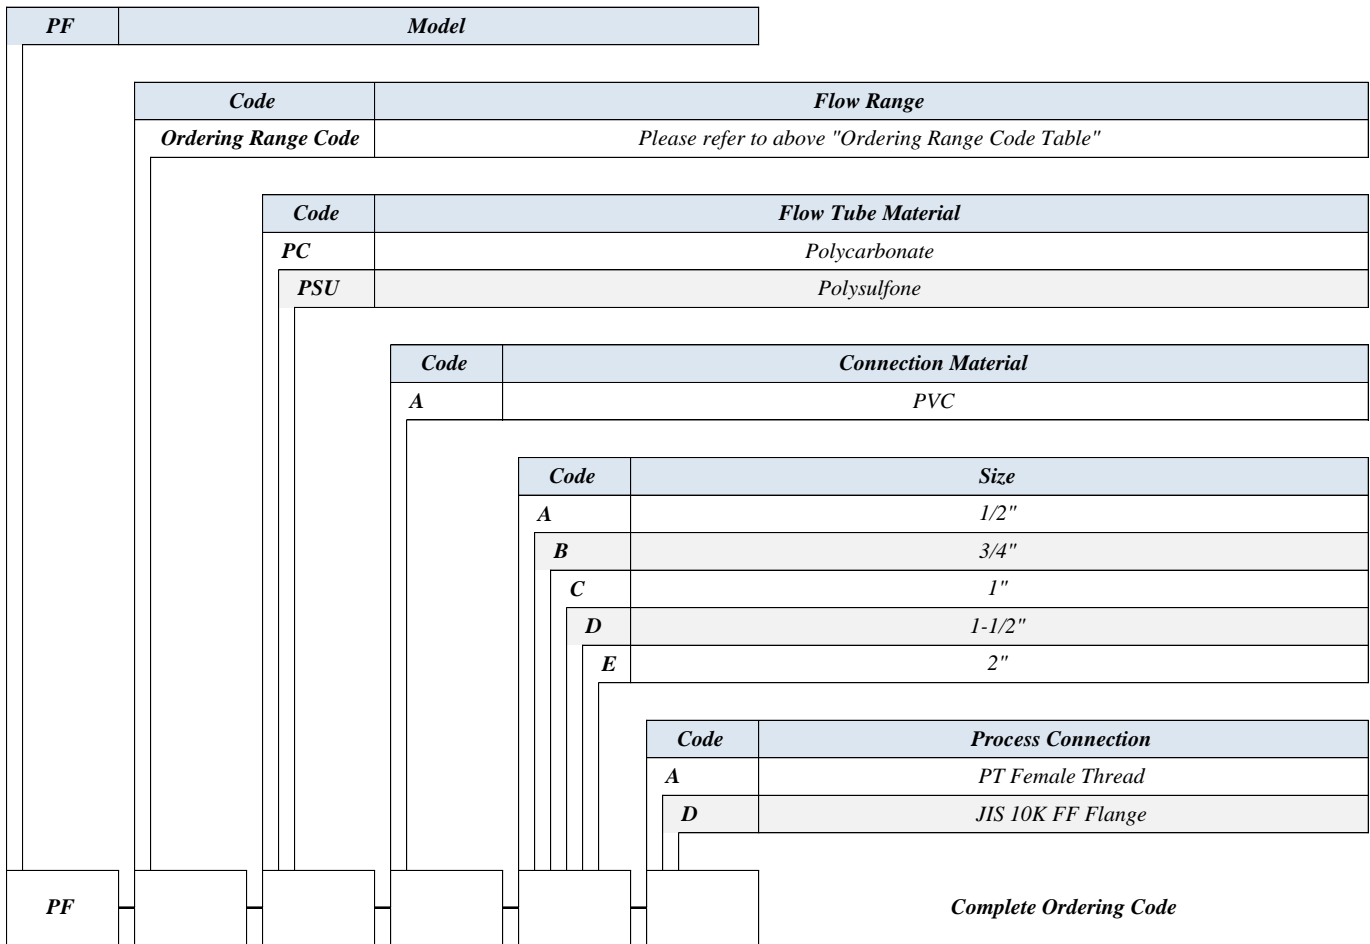 PF Model
Code Flow Range
Ordering Range Code Please refer to above "Ordering Range Code Table"
Code Flow Tube Material
PC Polycarbonate
PSU Polysulfone
Code Connection Material
A PVC
Code Size
A 1/2"
B 3/4"
C 1"
D 1-1/2"
E 2"
Code Process Connection
A PT Female Thread
D JIS 10K FF Flange
PF Complete Ordering Code